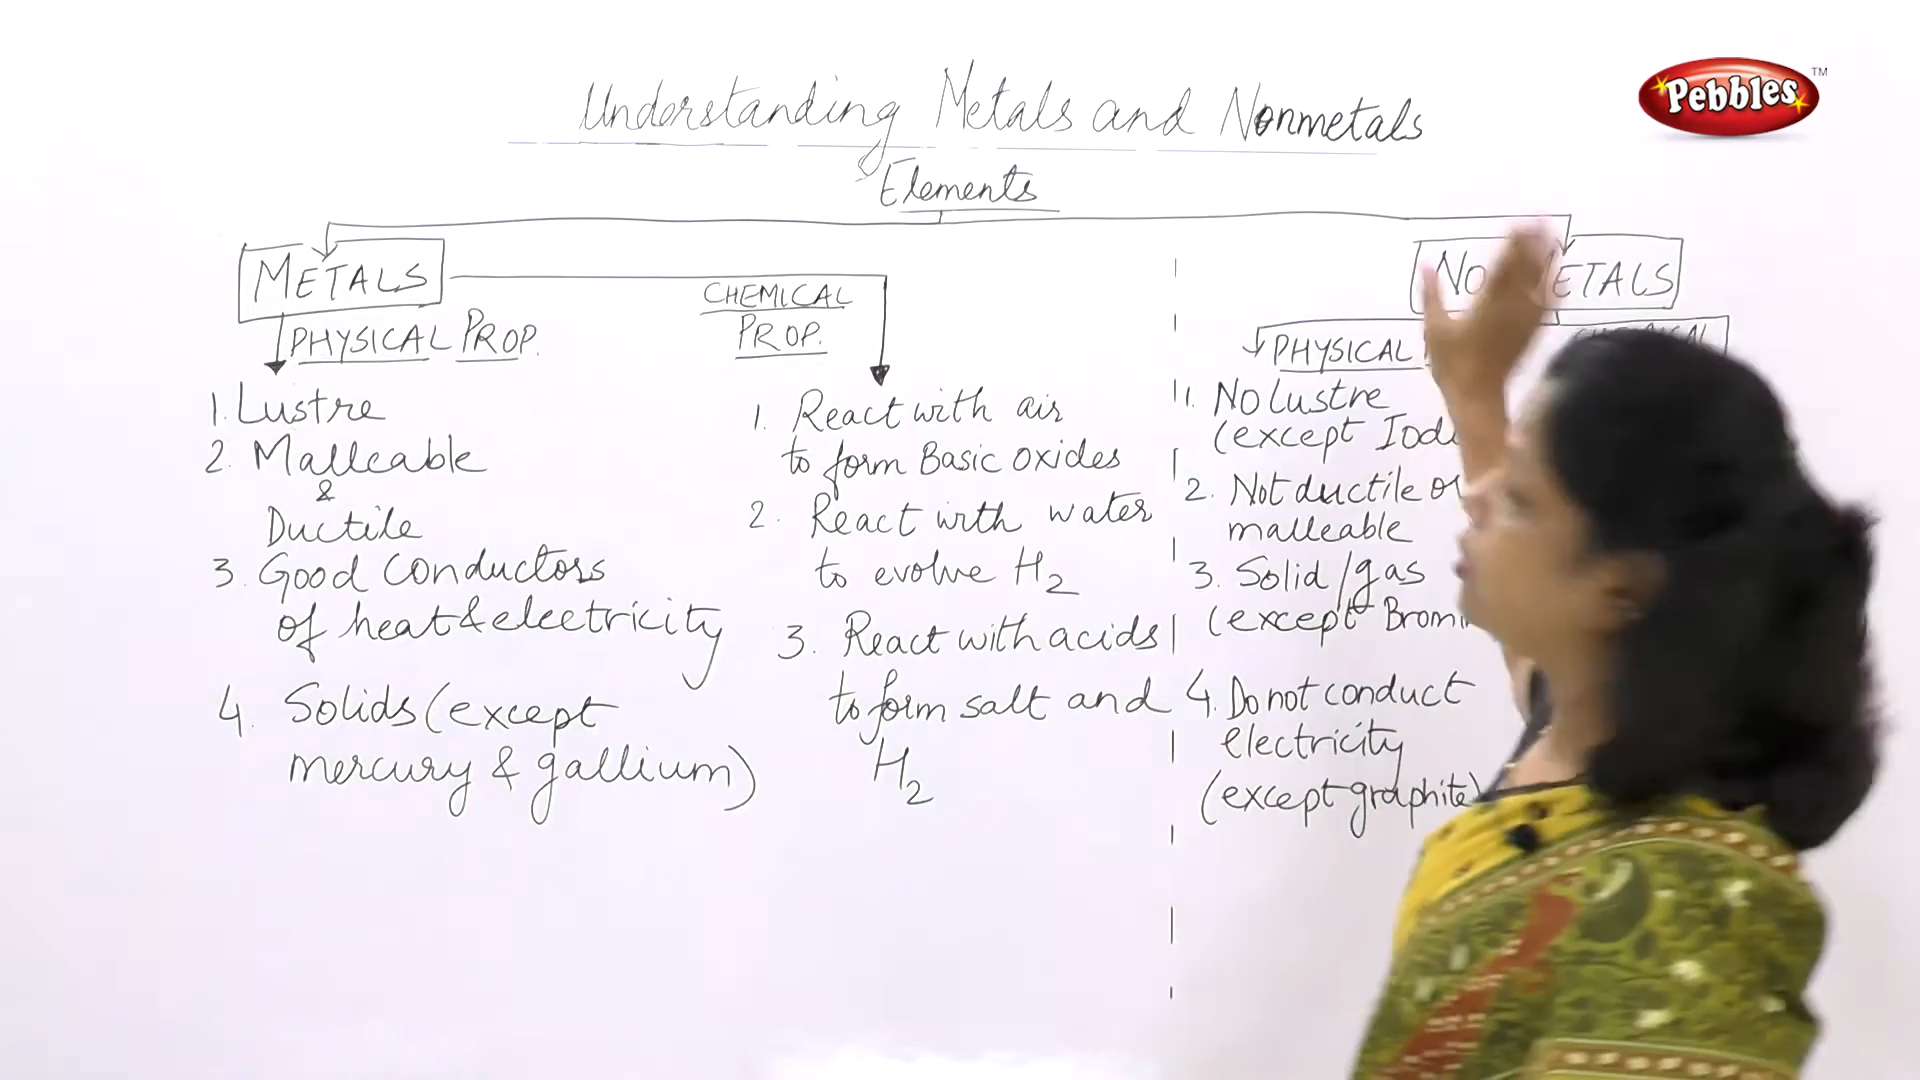 Pebbles™
Understanding Metals and Nonmetals
Elements
METALS
PHYSICAL PROP.
1. Lustre
2. Malleable
&
Ductile
3. Good conductors
of heat & electricity
4. Solids (except
mercury & gallium)
CHEMICAL
PROP.
1. React with air
to form Basic oxides
2. React with water
to evolve H2
3. React with acids
to form salt and
H2
PHYSICAL
1. No Lustre
(except
2. Not ductile or
malleable
3. Solid/gas
(except
4. Do not conduct
electricity
(except graphite)